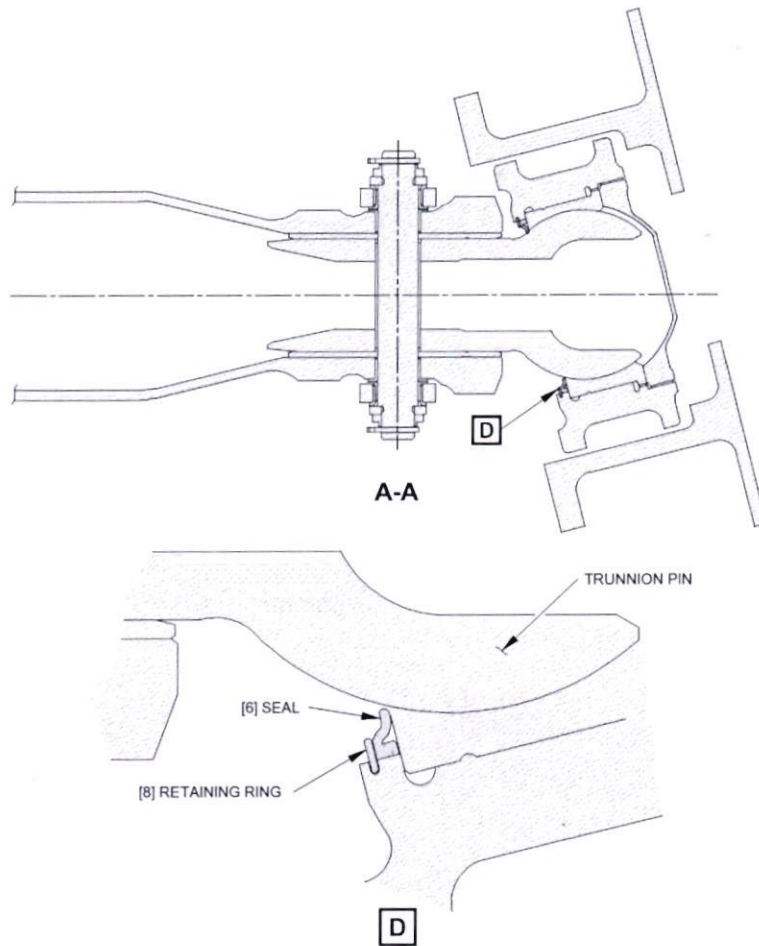 D
A-A
TRUNNION PIN
[6] SEAL
[8] RETAINING RING
D